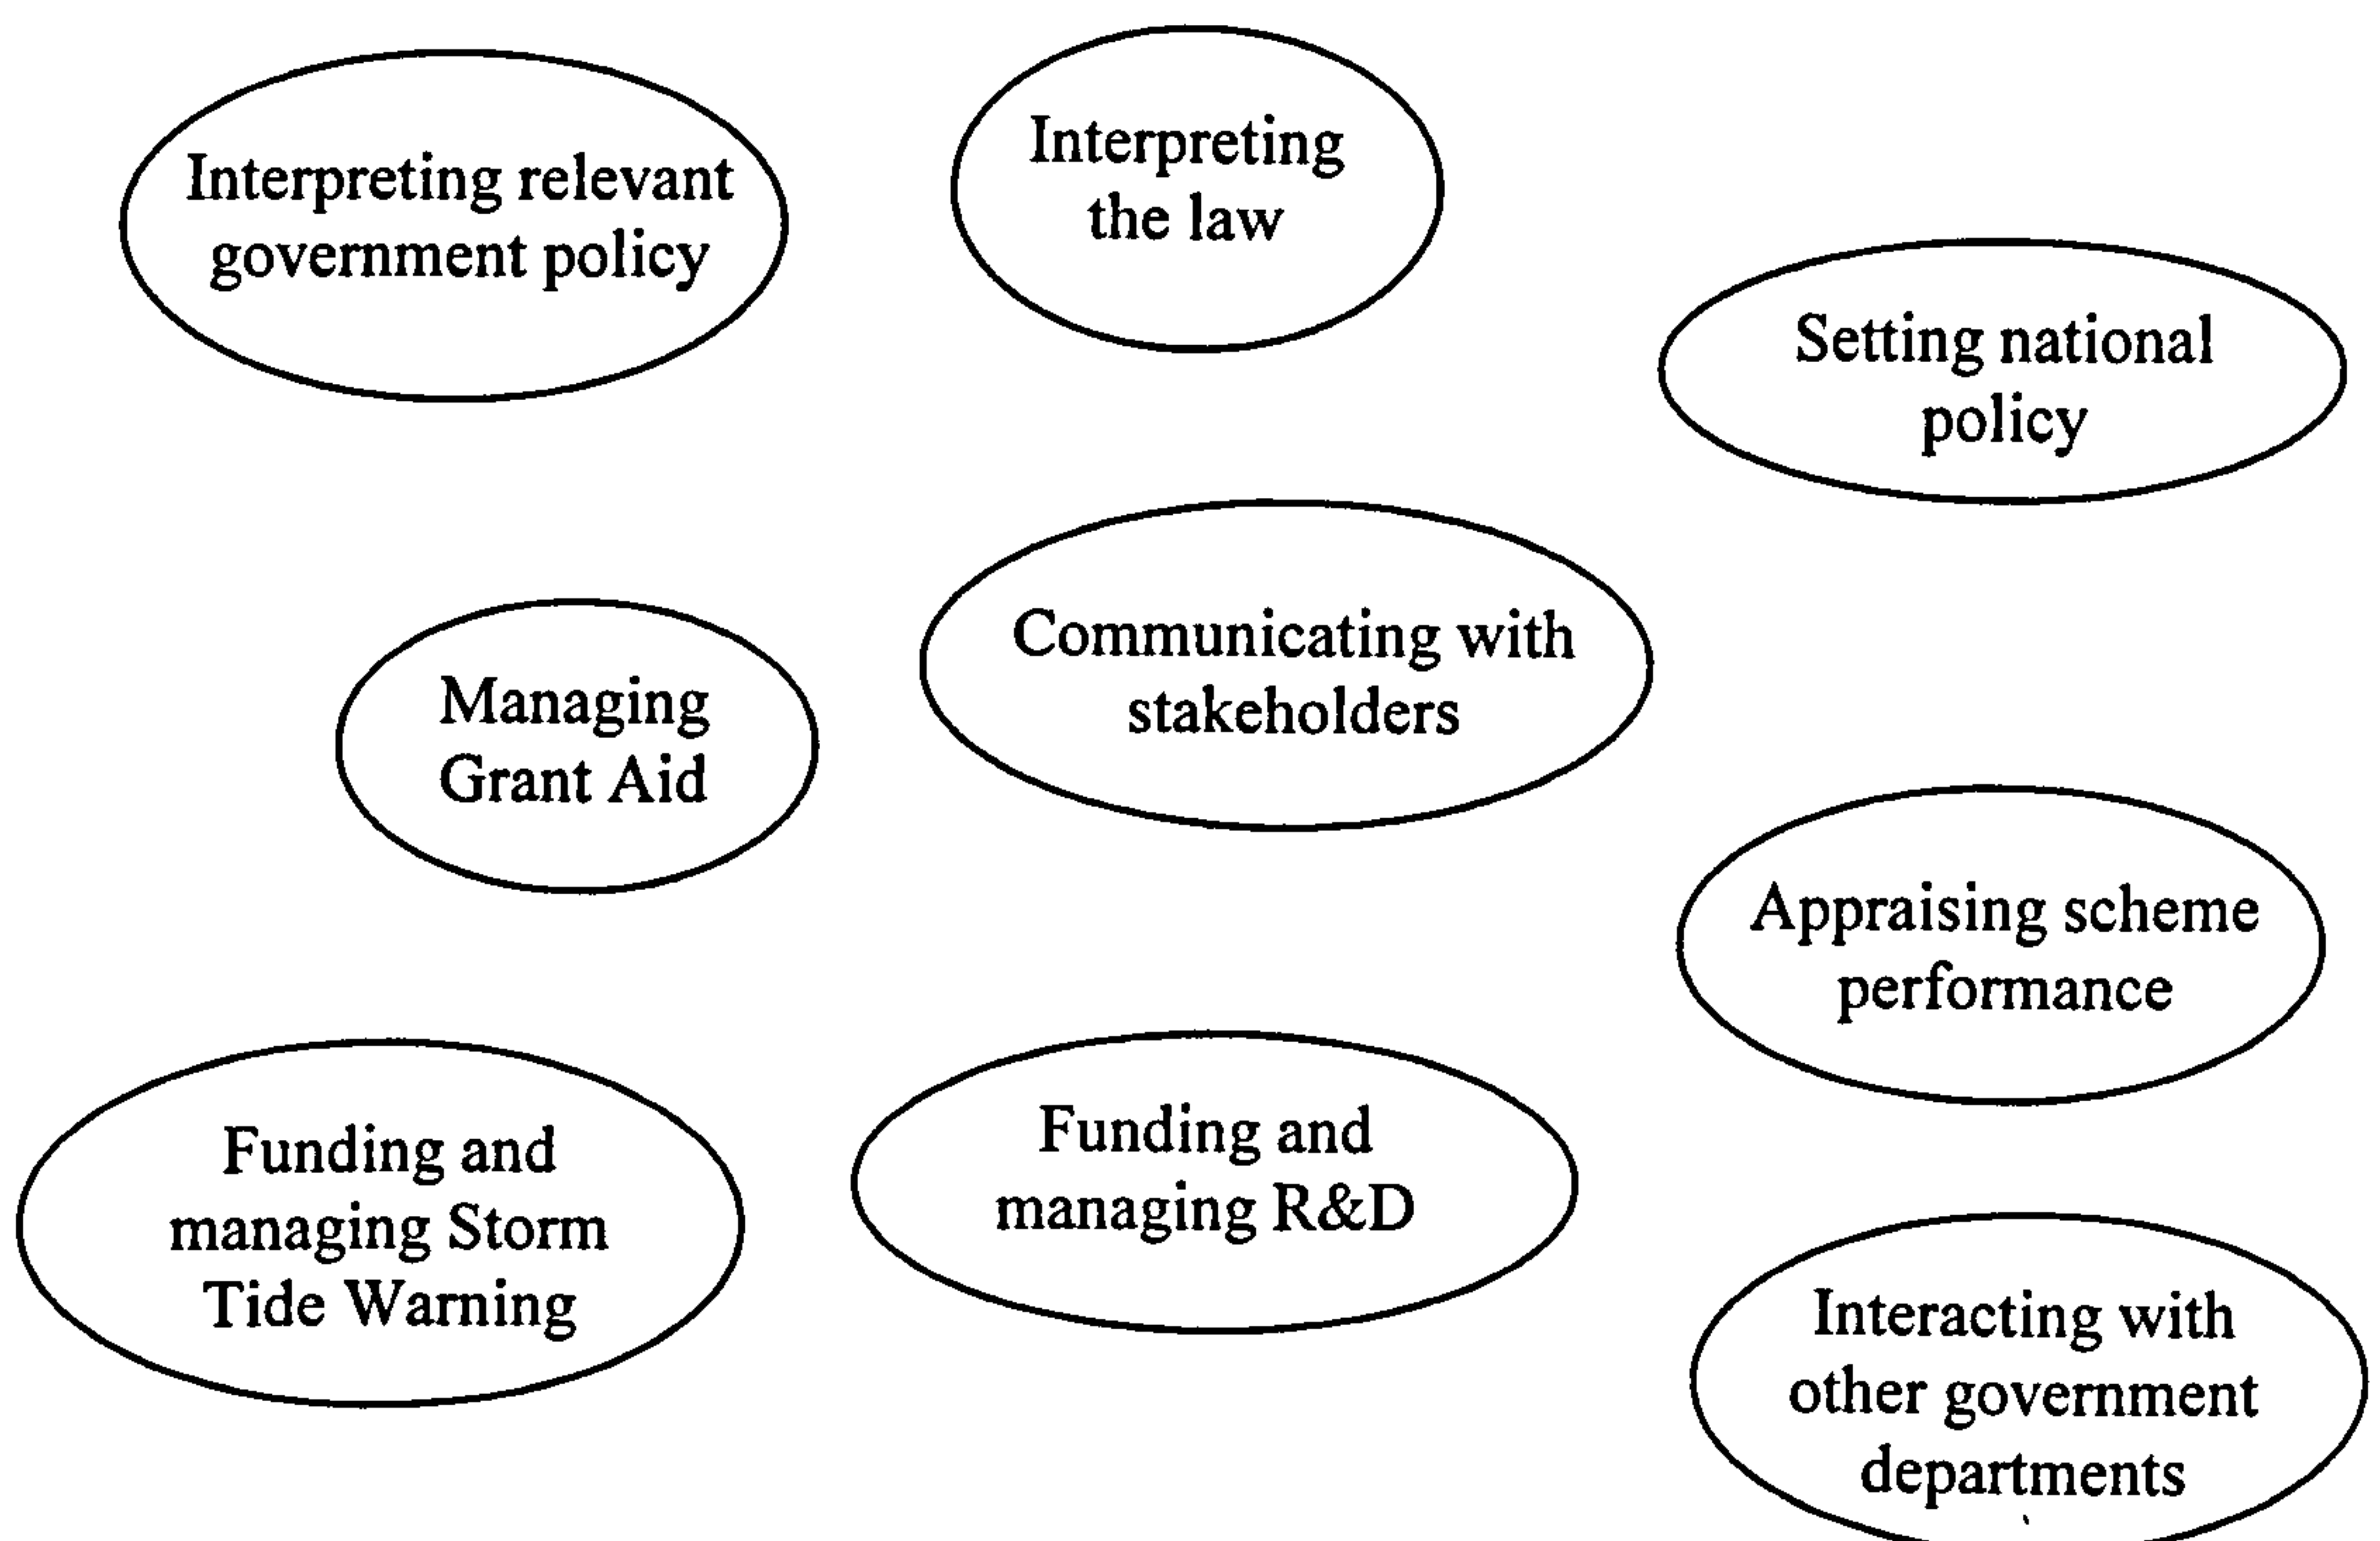 Interpreting relevant
government policy
Interpreting
the law
Setting national
policy
Managing
Grant Aid
Communicating with
stakeholders
Appraising scheme
performance
Funding and
managing Storm
Tide Warning
Funding and
managing R&D
Interacting with
other government
departments